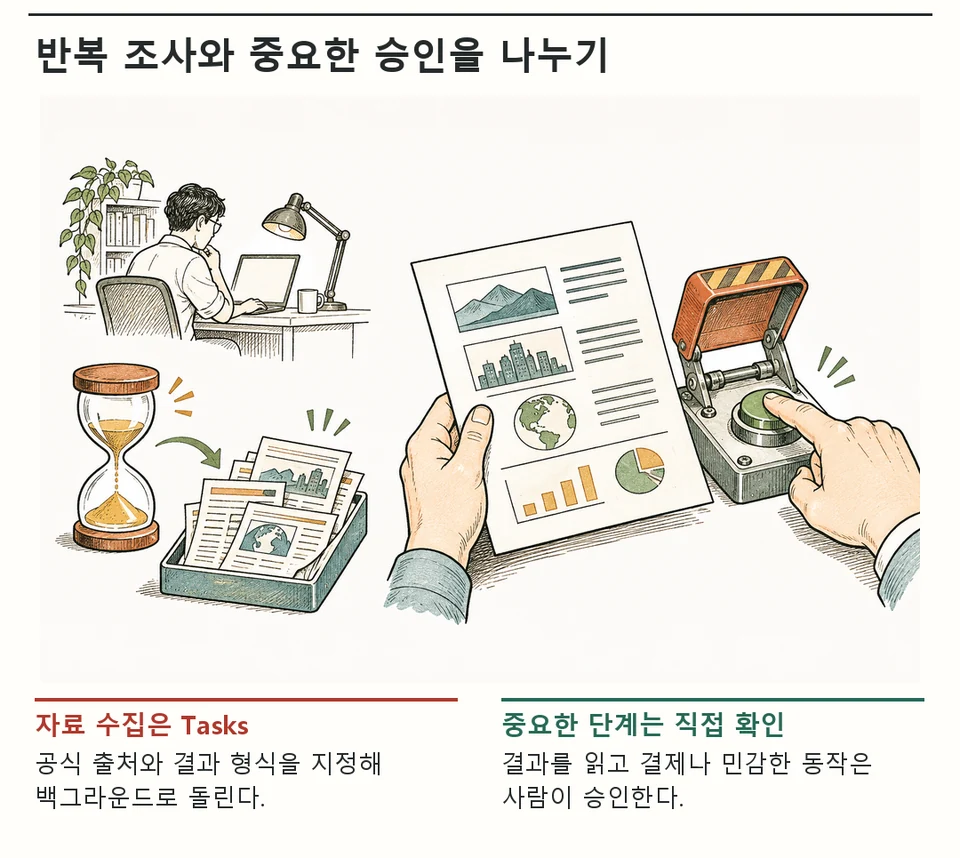 반복 조사와 중요한 승인을 나누기
자료 수집은 Tasks
공식 출처와 결과 형식을 지정해
백그라운드로 돌린다.
중요한 단계는 직접 확인
결과를 읽고 결제나 민감한 동작은
사람이 승인한다.